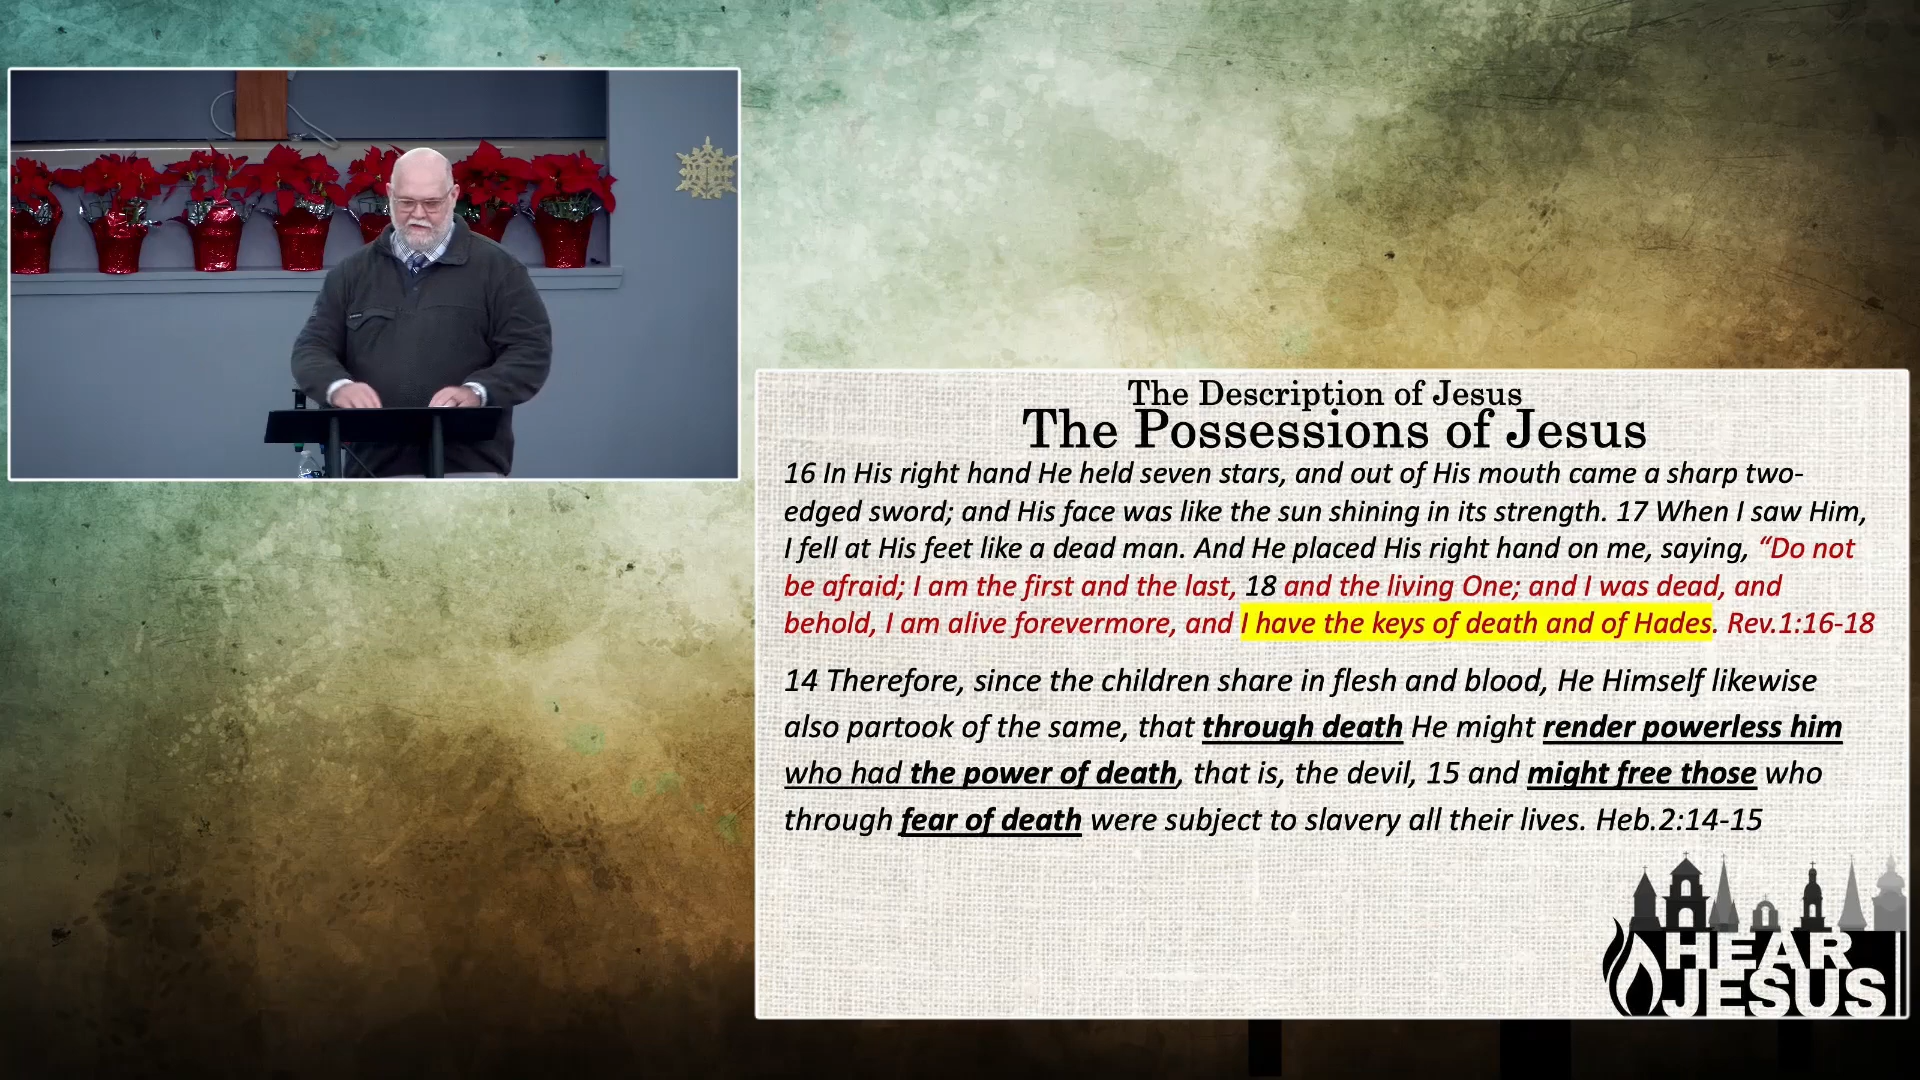 The Description of Jesus
The Possessions of Jesus
16 In His right hand He held seven stars, and out of His mouth came a sharp two-
edged sword; and His face was like the sun shining in its strength. 17 When I saw Him,
I fell at His feet like a dead man. And He placed His right hand on me, saying, “Do not
be afraid; I am the first and the last, 18 and the living One; and I was dead, and
behold, I am alive forevermore, and I have the keys of death and of Hades. Rev.1:16-18
14 Therefore, since the children share in flesh and blood, He Himself likewise
also partook of the same, that through death He might render powerless him
who had the power of death, that is, the devil, 15 and might free those who
through fear of death were subject to slavery all their lives. Heb.2:14-15
HEAR
JESUS